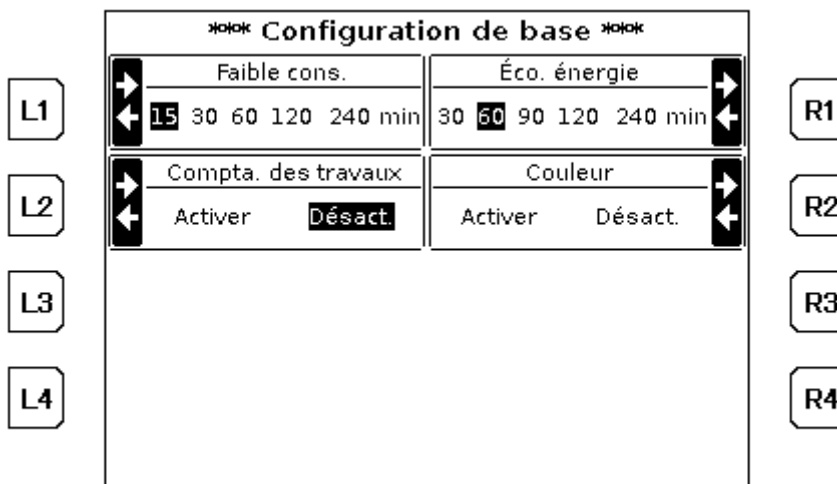 *** Configuration de base ***
Faible cons.
Éco. énergie
L1
15 30 60 120 240 min
30 60 90 120 240 min
R1
Compta. des travaux
Couleur
L2
Activer Désact.
Activer Désact.
R2
L3
R3
L4
R4